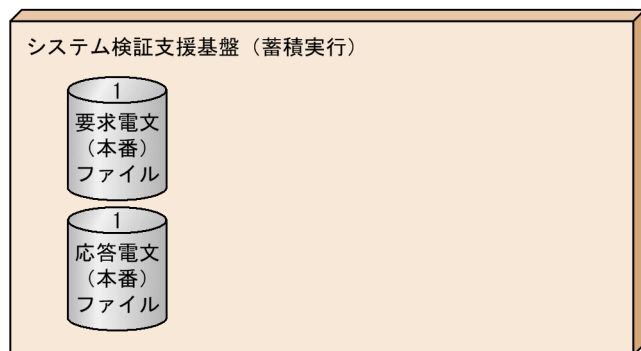 システム検証支援基盤（蓄積実行）
1
要求電文
（本番）
ファイル
1
応答電文
（本番）
ファイル